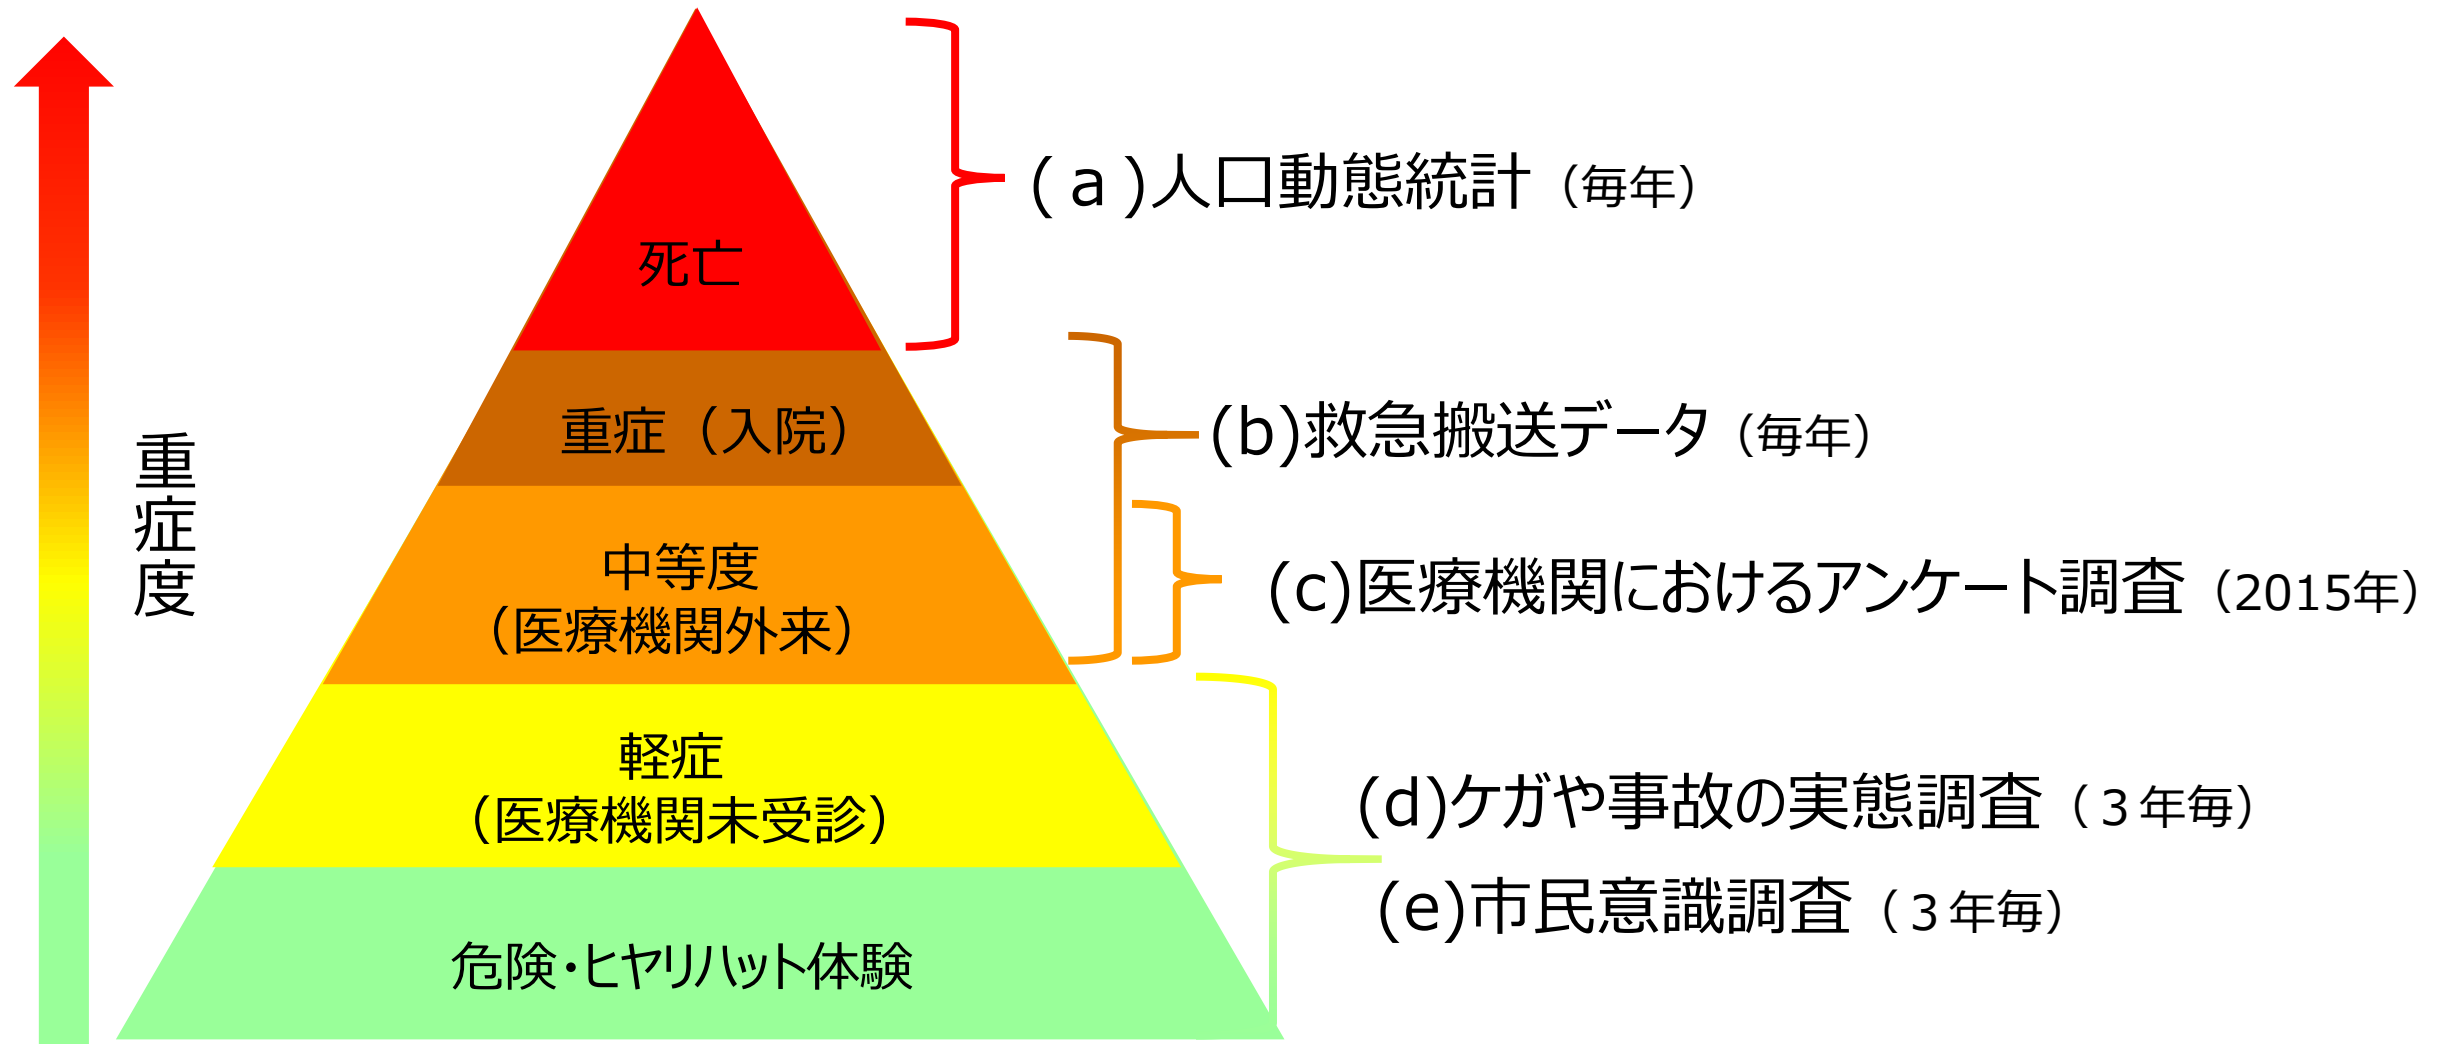 重症度
死亡
重症（入院）
中等度
（医療機関外来）
軽症
（医療機関未受診）
危険・ヒヤリハット体験
(ａ)人口動態統計（毎年）
(b)救急搬送データ（毎年）
(c)医療機関におけるアンケート調査（2015年）
(d)ケガや事故の実態調査（３年毎）
(e)市民意識調査（３年毎）